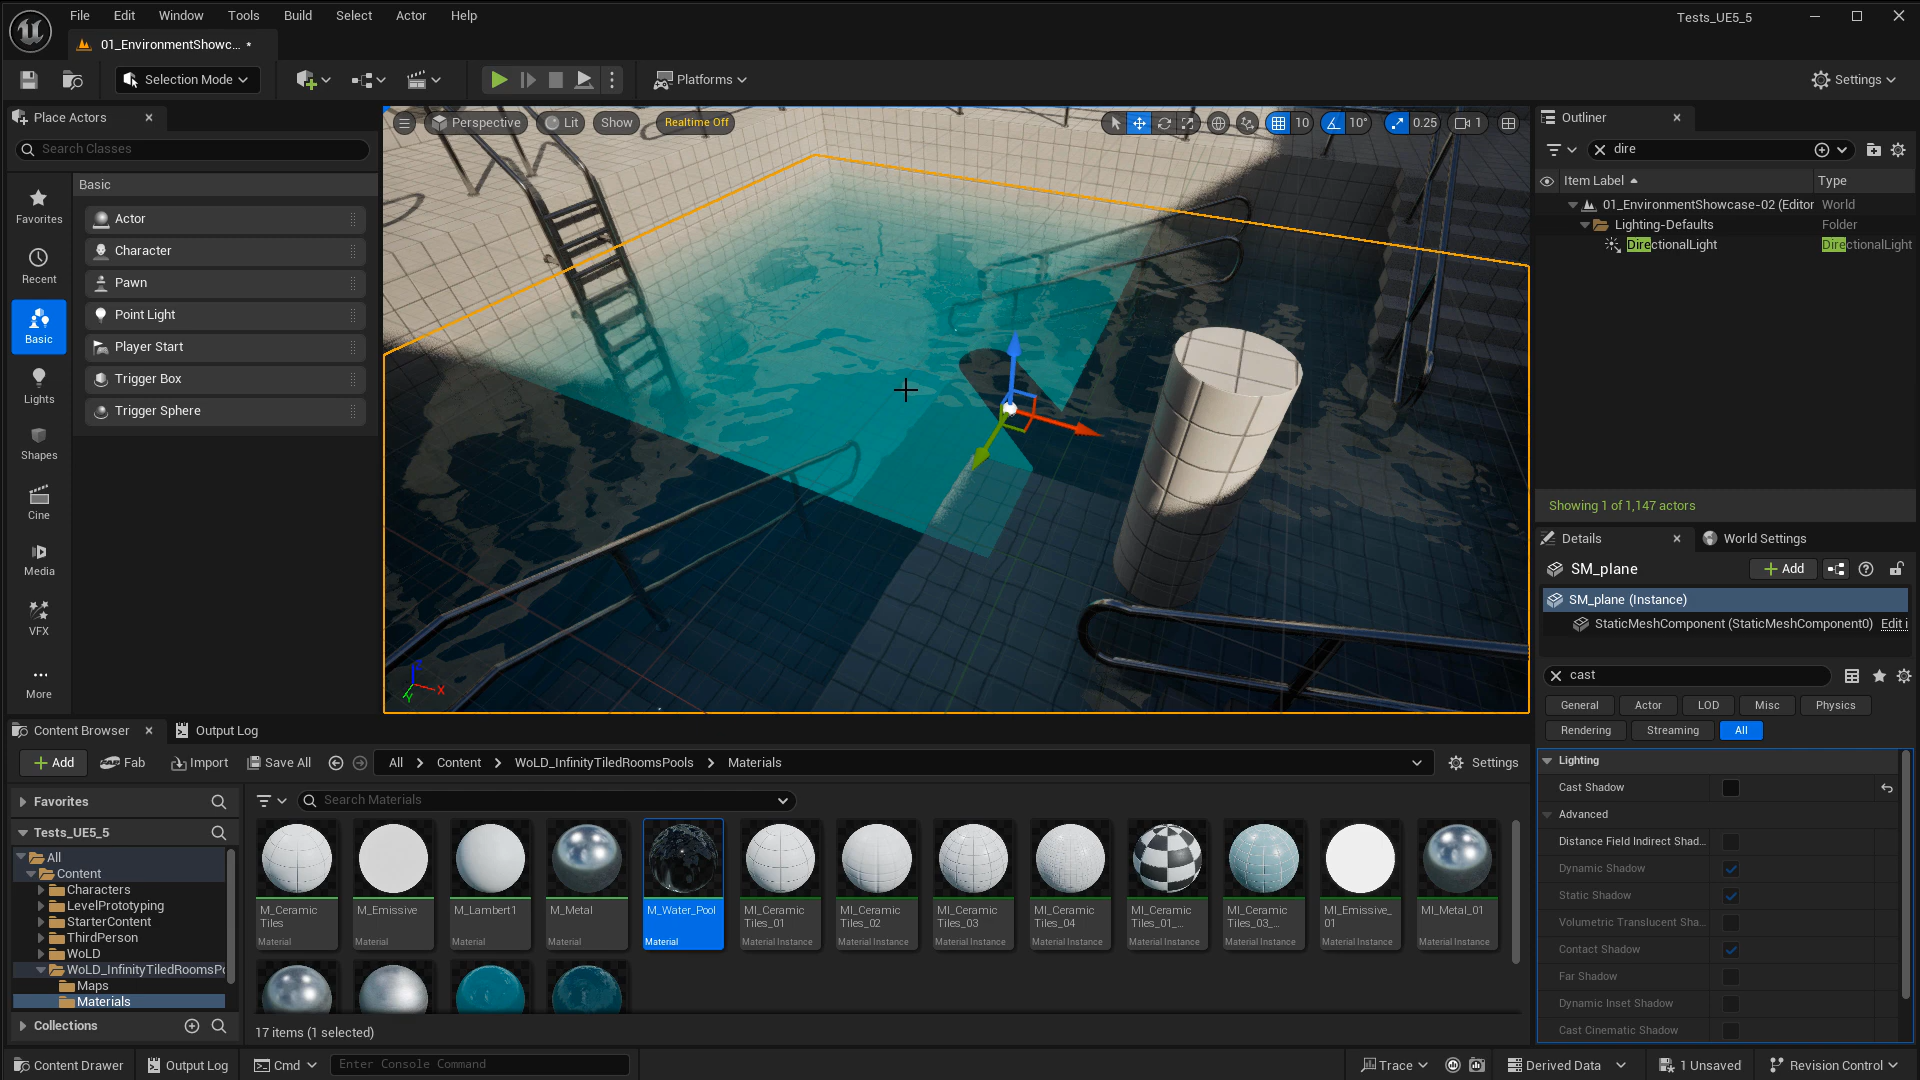 File Edit Window Tools Build Select Actor Help
Tests_UE5_5
01_EnvironmentShowc... *
Selection Mode
Platforms
Settings
Place Actors
Search Classes
Favorites
Recent
Basic
Lights
Shapes
Cine
Media
VFX
More
Basic
Actor
Character
Pawn
Point Light
Player Start
Trigger Box
Trigger Sphere
Perspective Lit Show Realtime Off
10 10° 0.25 1
Z
X
Y
Outliner
dire
Item Label Type
01_EnvironmentShowcase-02 (Editor World
Lighting-Defaults Folder
DirectionalLight DirectionalLight
Showing 1 of 1,147 actors
Details World Settings
SM_plane Add
SM_plane (Instance)
StaticMeshComponent (StaticMeshComponent0) Edit i
cast
General Actor LOD Misc Physics
Rendering Streaming All
Lighting
Cast Shadow
Advanced
Distance Field Indirect Shad...
Dynamic Shadow
Static Shadow
Volumetric Translucent Sha...
Contact Shadow
Far Shadow
Dynamic Inset Shadow
Cast Cinematic Shadow
Content Browser Output Log
Add Fab Import Save All All Content WoLD_InfinityTiledRoomsPools Materials Settings
Favorites
Tests_UE5_5
All
Content
Characters
LevelPrototyping
StarterContent
ThirdPerson
WoLD
WoLD_InfinityTiledRoomsPo
Maps
Materials
Collections
Search Materials
M_Ceramic Tiles Material
M_Emissive Material
M_Lambert1 Material
M_Metal Material
M_Water_Pool Material
MI_Ceramic Tiles_01 Material Instance
MI_Ceramic Tiles_02 Material Instance
MI_Ceramic Tiles_03 Material Instance
MI_Ceramic Tiles_04 Material Instance
MI_Ceramic Tiles_01_... Material Instance
MI_Ceramic Tiles_03_... Material Instance
MI_Emissive_01 Material Instance
MI_Metal_01 Material Instance
17 items (1 selected)
Content Drawer Output Log Cmd Enter Console Command Trace Derived Data 1 Unsaved Revision Control